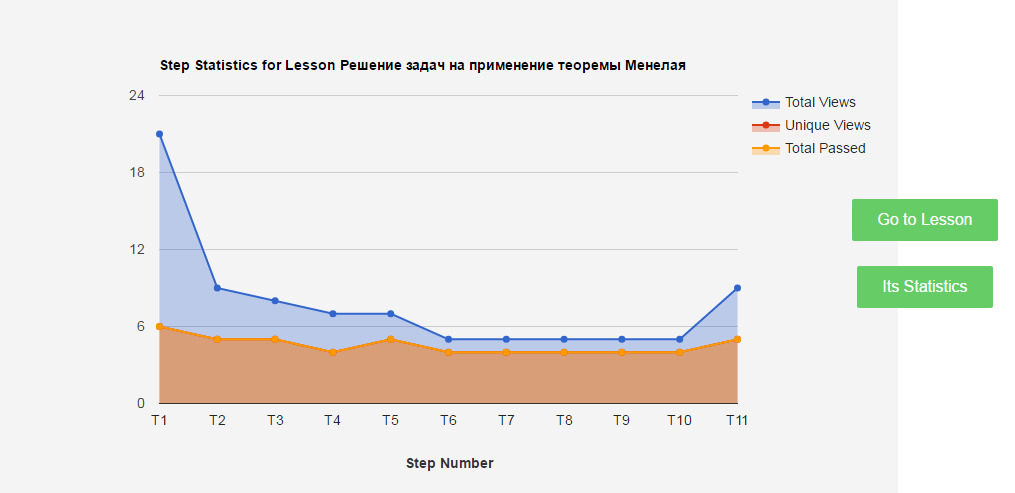 Step Statistics for Lesson Решение задач на применение теоремы Менелая
24
18
12
6
0
T1 T2 T3 T4 T5 T6 T7 T8 T9 T10 T11
Step Number
Total Views
Unique Views
Total Passed
Go to Lesson
Its Statistics